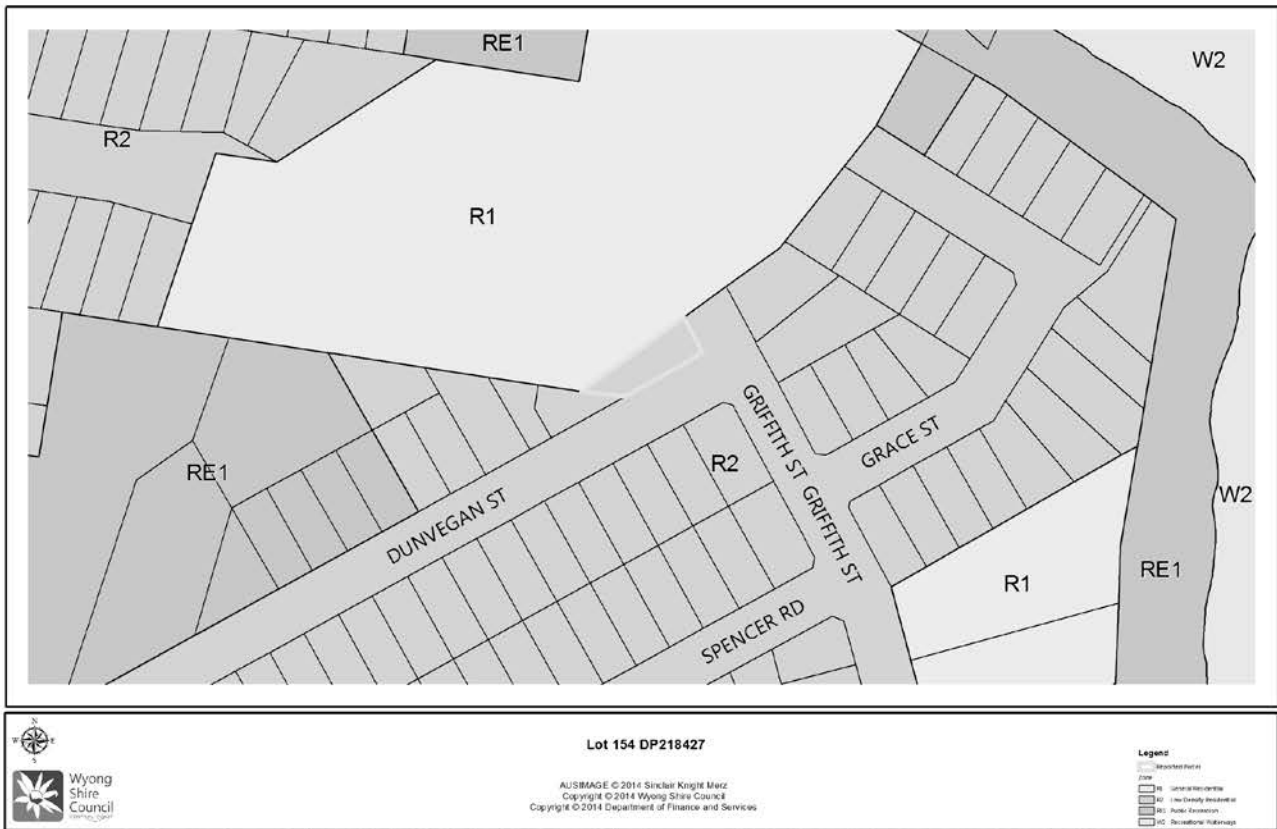 RE1
W2
R2
R1
GRIFFITH ST
GRACE ST
R2
RE1
W2
DUNVEGAN ST
GRIFFITH ST
R1
RE1
SPENCER RD
N
W E
S
Wyong
Shire
Council
Lot 154 DP218427
AUSIMAGE © 2014 Sinclair Knight Merz
Copyright © 2014 Wyong Shire Council
Copyright © 2014 Department of Finance and Services
Legend
Reported Parcel
Zone
R1 General Residential
R2 Low Density Residential
RE1 Public Recreation
W2 Recreational Waterways